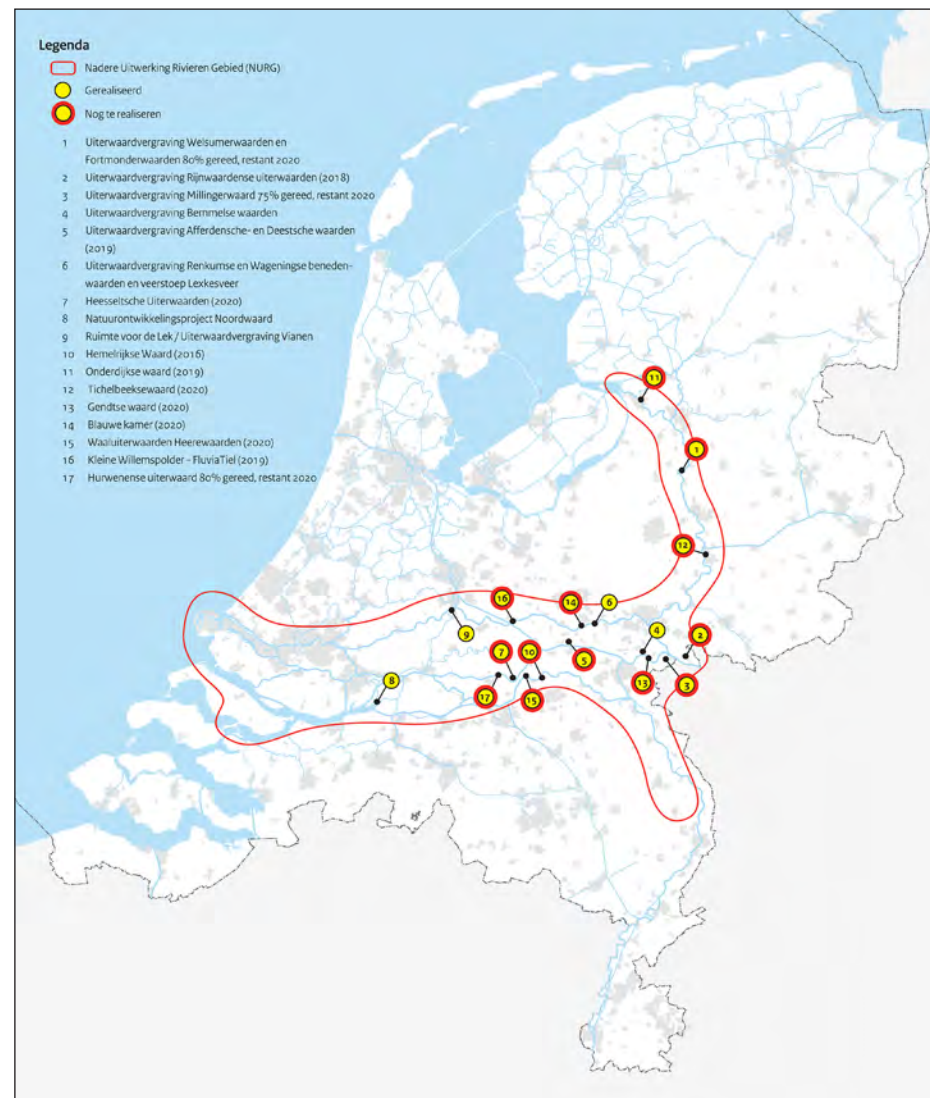 Legenda
Nadere Uitwerking Rivieren Gebied (NURG)
Gerealiseerd
Nog te realiseren
1 Uiterwaardvergraving Welsumerwaarden en
Fortmonderwaarden 80% gereed, restant 2020
2 Uiterwaardvergraving Rijnwaardense uiterwaarden (2018)
3 Uiterwaardvergraving Millingerwaard 75% gereed, restant 2020
4 Uiterwaardvergraving Bemmelse waarden
5 Uiterwaardvergraving Afferdensche- en Deestsche waarden
(2019)
6 Uiterwaardvergraving Renkumse en Wageningse beneden-
waarden en veerstoep Lexkesveer
7 Heesseltsche Uiterwaarden (2020)
8 Natuurontwikkelingsproject Noordwaard
9 Ruimte voor de Lek / Uiterwaardvergraving Vianen
10 Hemelrijkse Waard (2016)
11 Onderdijkse waard (2019)
12 Tichelbeeksewaard (2020)
13 Gendtse waard (2020)
14 Blauwe kamer (2020)
15 Waaluiterwaarden Heerewaarden (2020)
16 Kleine Willemspolder - FluviaTiel (2019)
17 Hurwenense uiterwaard 80% gereed, restant 2020
11
1
12
16
14
6
9
4
2
7
10
5
13
3
8
17
15